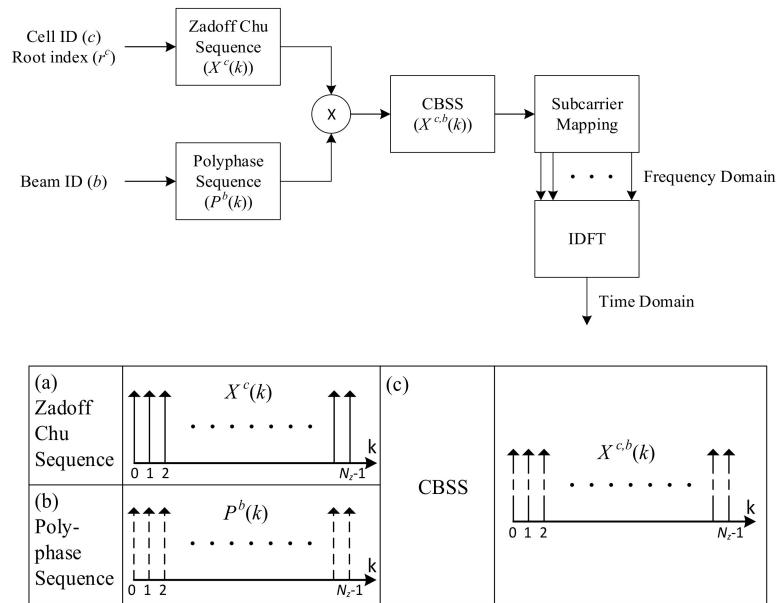 Cell ID (c)
Root index (r^c)
Zadoff Chu
Sequence
(X^c(k))
X
CBSS
(X^{c,b}(k))
Subcarrier
Mapping
Beam ID (b)
Polyphase
Sequence
(P^b(k))
Frequency Domain
IDFT
Time Domain
(a)
Zadoff
Chu
Sequence
X^c(k)
k
0 1 2 N_z-1
(b)
Poly-
phase
Sequence
P^b(k)
k
0 1 2 N_z-1
(c)
CBSS
X^{c,b}(k)
k
0 1 2 N_z-1